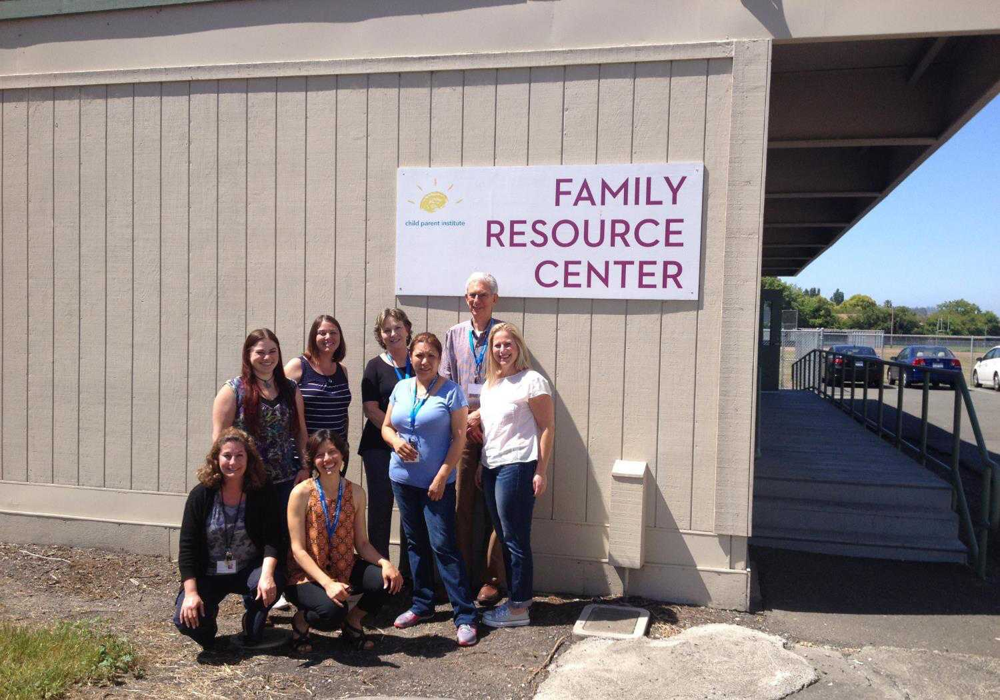 child parent institute
FAMILY
RESOURCE
CENTER